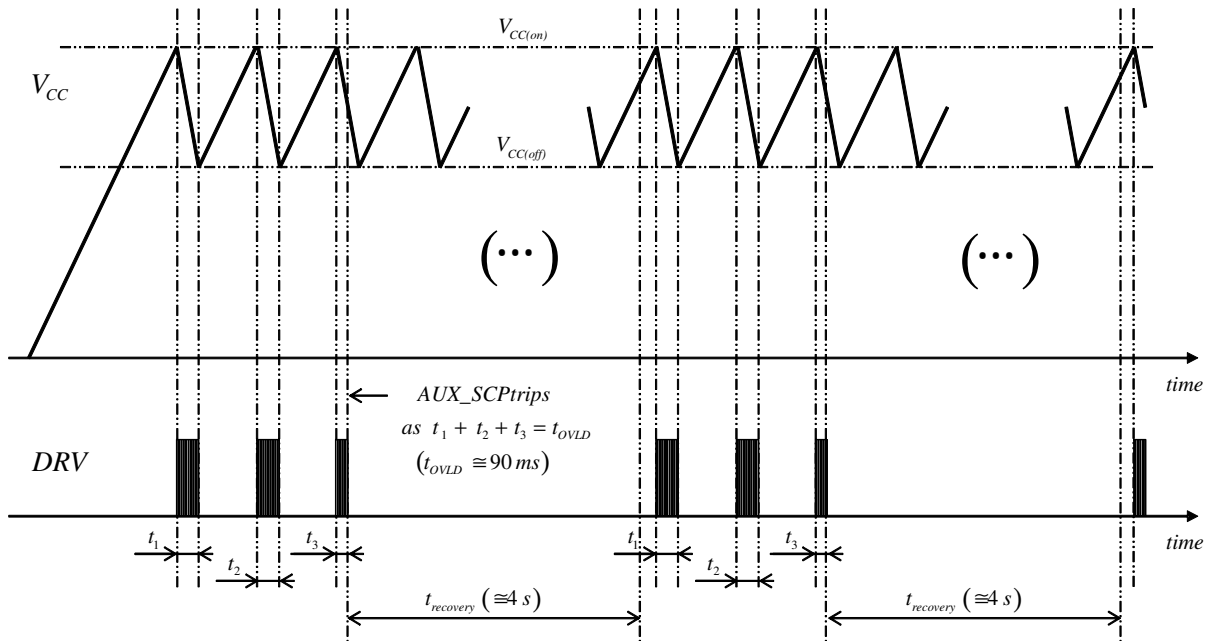 V_CC(on)
V_CC
V_CC(off)
(...)
(...)
time
AUX_SCPtrips
as t_1 + t_2 + t_3 = t_OVLD
(t_OVLD ≅ 90 ms)
DRV
time
t_1
t_2
t_3
t_1
t_2
t_3
t_recovery (≅4 s)
t_recovery (≅4 s)